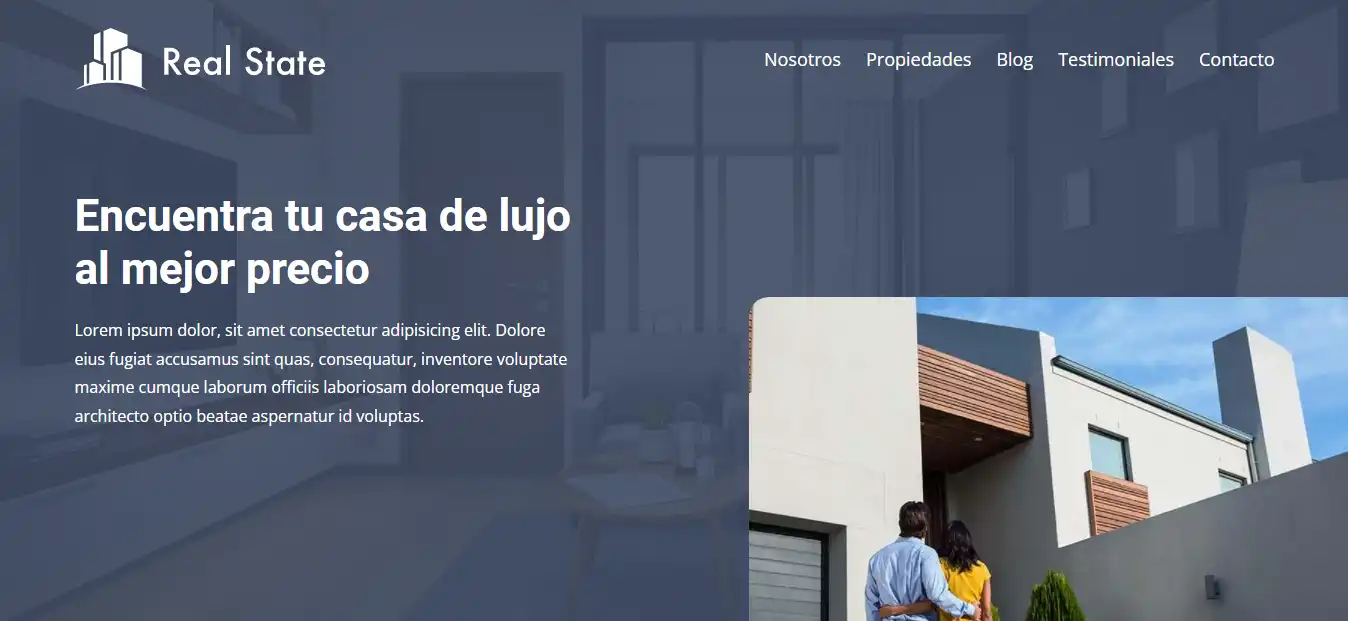 Real State
Nosotros Propiedades Blog Testimoniales Contacto
Encuentra tu casa de lujo
al mejor precio
Lorem ipsum dolor, sit amet consectetur adipisicing elit. Dolore
eius fugiat accusamus sint quas, consequatur, inventore voluptate
maxime cumque laborum officiis laboriosam doloremque fuga
architecto optio beatae aspernatur id voluptas.